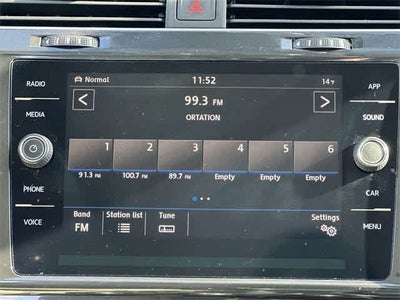 RADIO
MEDIA
PHONE
VOICE
Normal 11:52 14°F
99.3 FM
ORTATION
1 2 3 4 5 6
91.3 FM 100.7 FM 89.7 FM Empty Empty Empty
Band Station list Tune Settings
FM
APP
SOUND
CAR
MENU